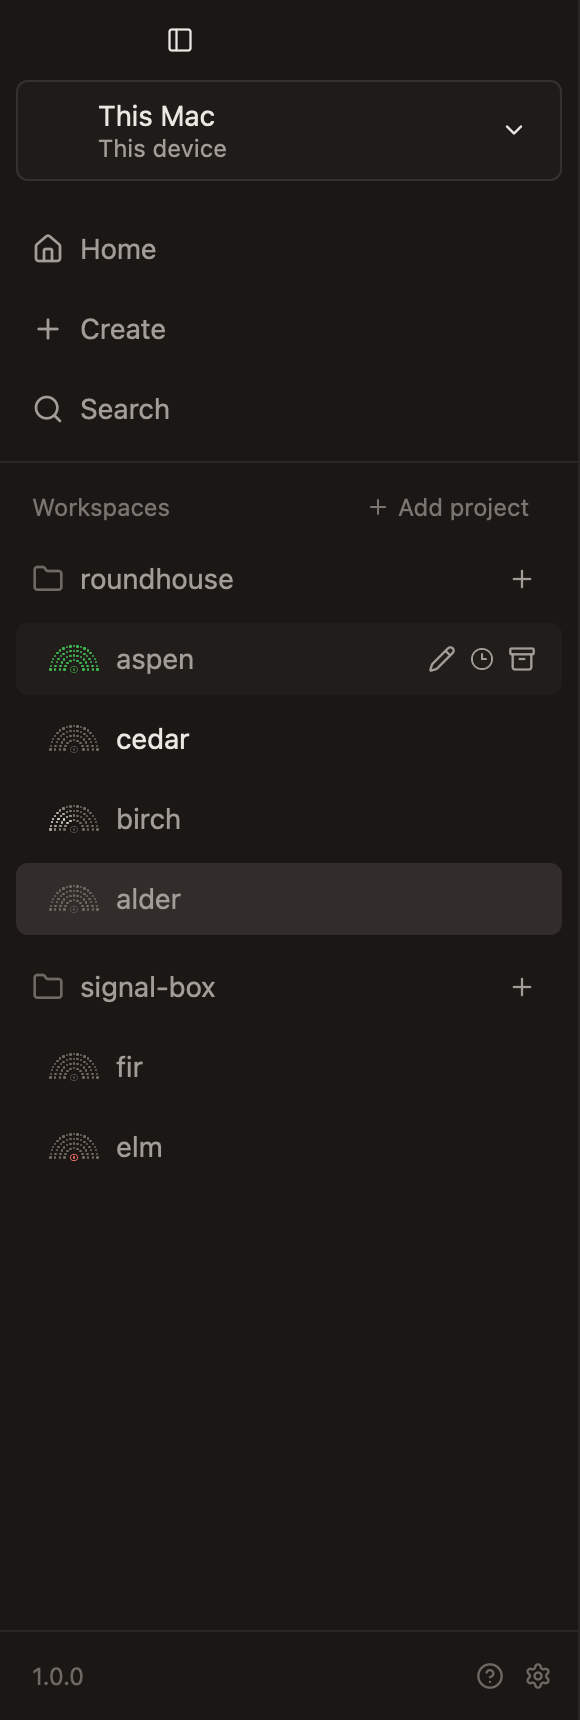 This Mac
This device
Home
Create
Search
Workspaces
Add project
roundhouse
aspen
cedar
birch
alder
signal-box
fir
elm
1.0.0